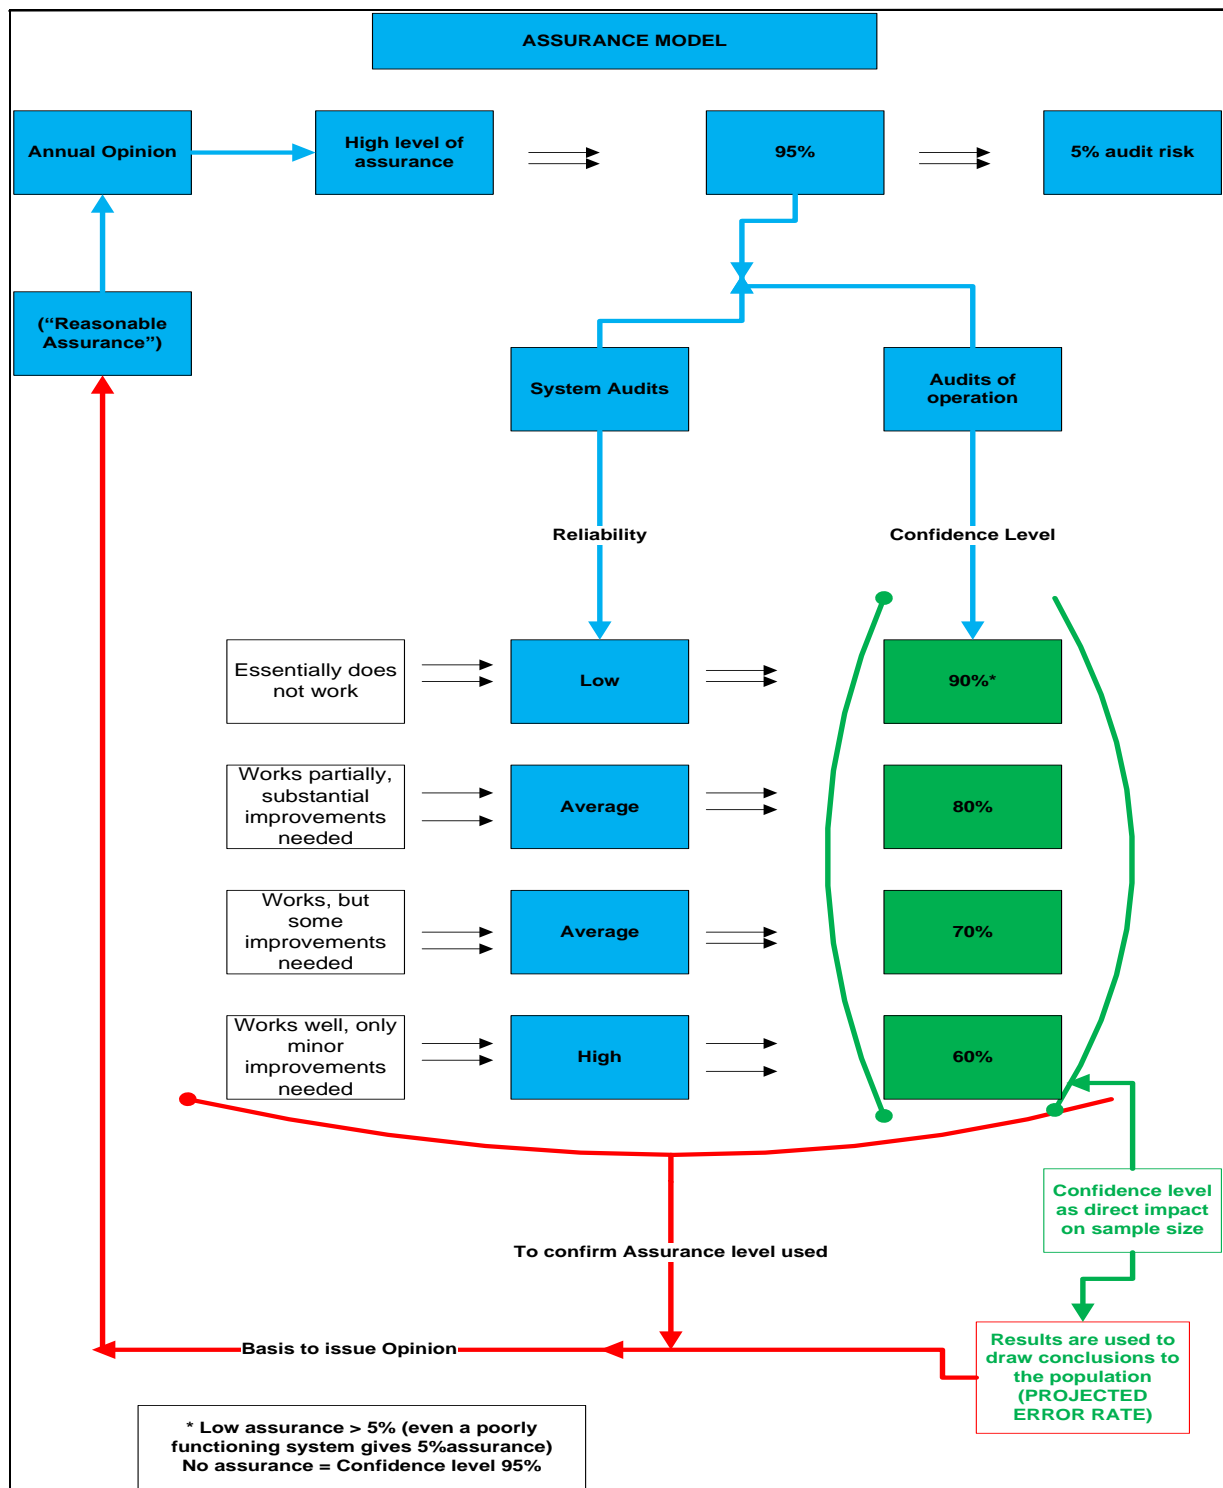 ASSURANCE MODEL
Annual Opinion
High level of
assurance
95%
5% audit risk
(“Reasonable
Assurance”)
System Audits
Audits of
operation
Reliability
Confidence Level
Essentially does
not work
Low
90%*
Works partially,
substantial
improvements
needed
Average
80%
Works, but
some
improvements
needed
Average
70%
Works well, only
minor
improvements
needed
High
60%
Confidence level
as direct impact
on sample size
To confirm Assurance level used
Basis to issue Opinion
Results are used to
draw conclusions to
the population
(PROJECTED
ERROR RATE)
* Low assurance > 5% (even a poorly
functioning system gives 5%assurance)
No assurance = Confidence level 95%